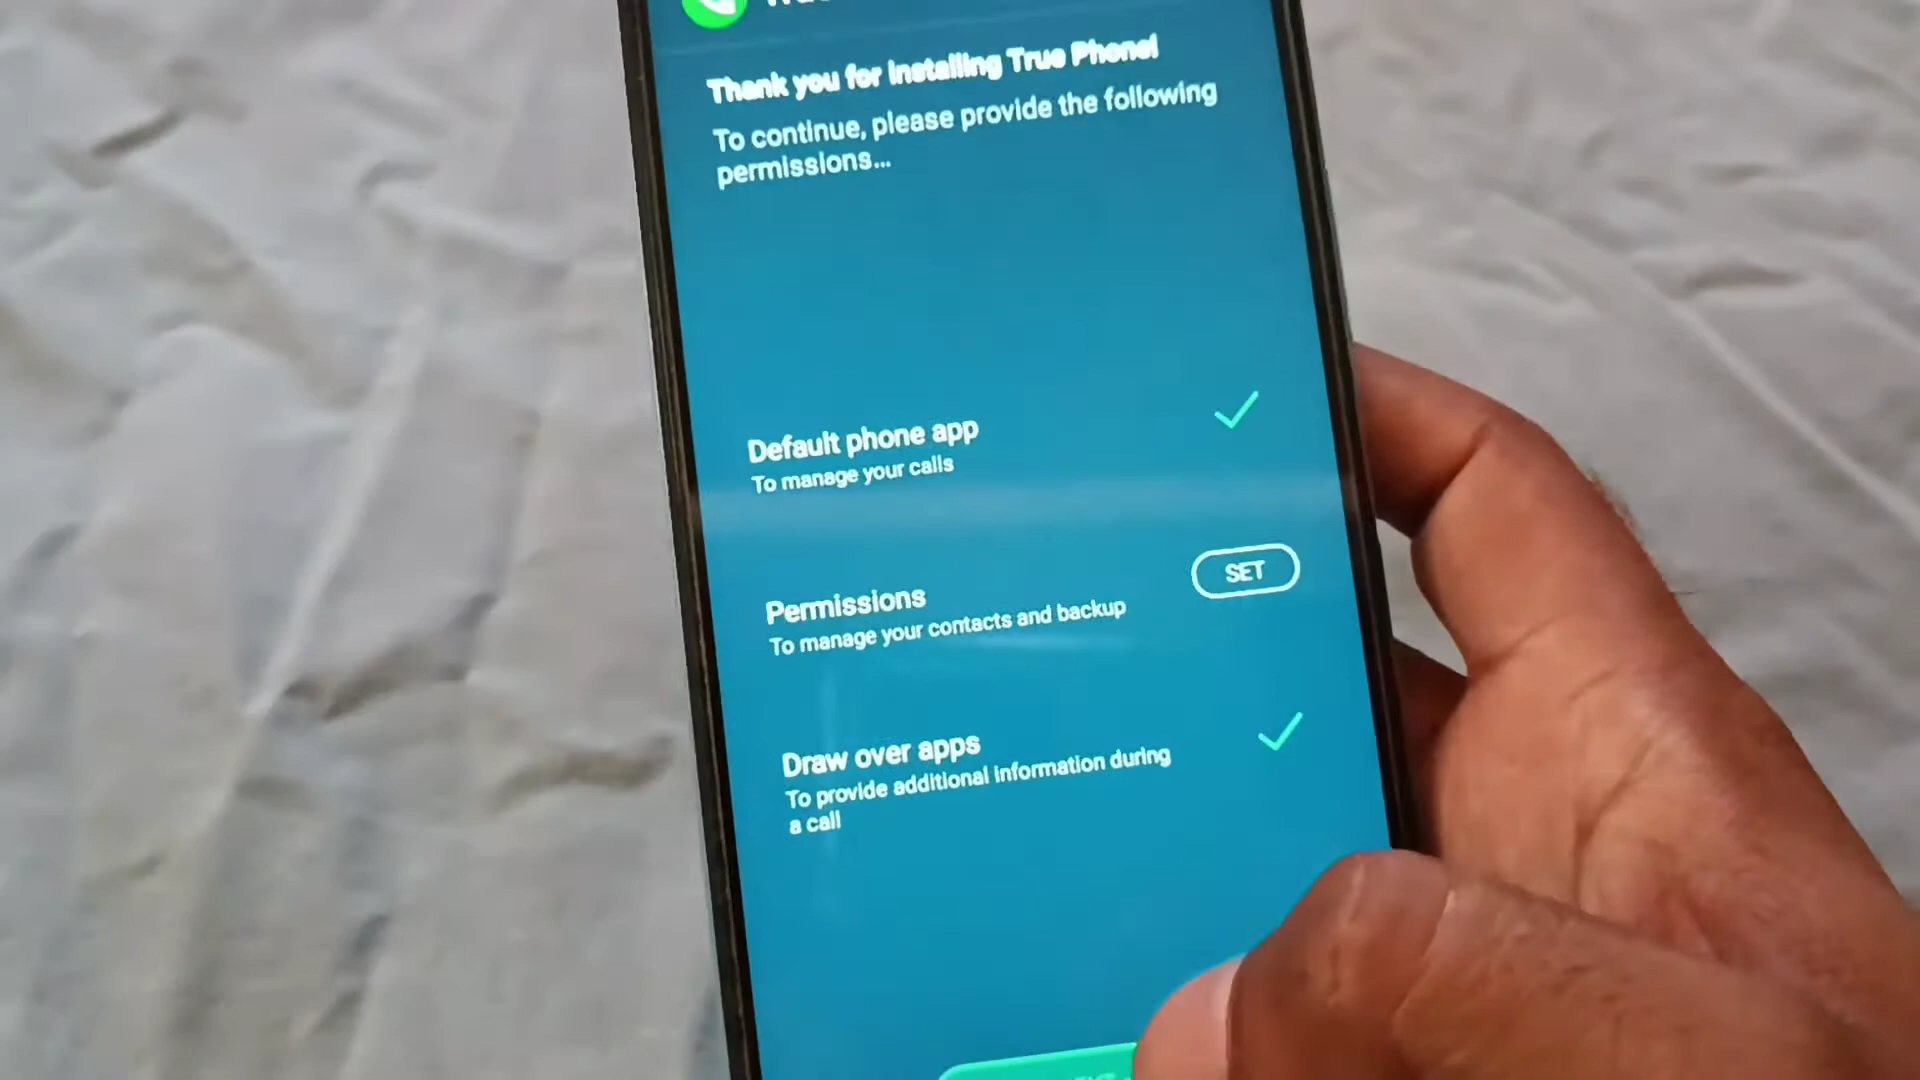 Thank you for installing True Phone!
To continue, please provide the following
permissions...
Default phone app
To manage your calls
SET
Permissions
To manage your contacts and backup
Draw over apps
To provide additional information during
a call